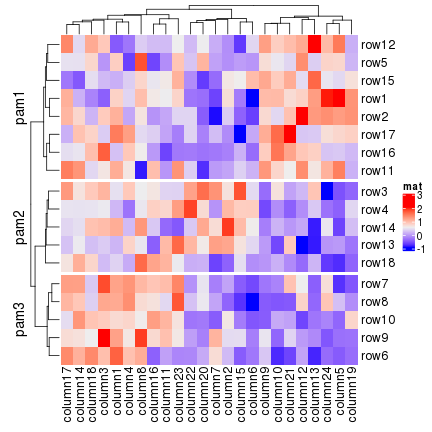 pam1
row12
row5
row15
row1
row2
row17
row16
row11
pam2
row3
row4
row14
row13
row18
pam3
row7
row8
row10
row9
row6
column17
column14
column18
column3
column1
column4
column8
column16
column11
column23
column22
column20
column7
column2
column15
column6
column9
column10
column21
column12
column13
column24
column5
column19
mat
3
2
1
0
-1